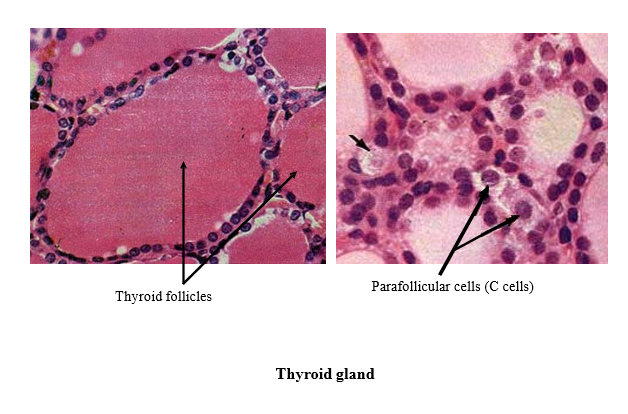 Thyroid follicles
Parafollicular cells (C cells)
Thyroid gland